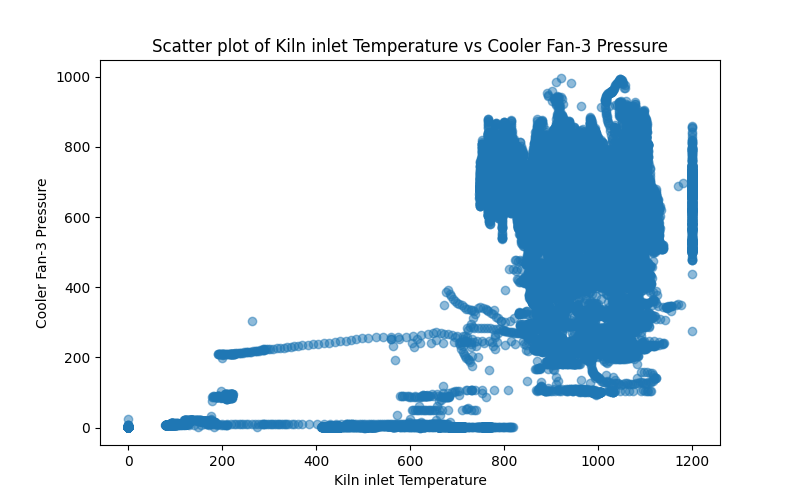 Scatter plot of Kiln inlet Temperature vs Cooler Fan-3 Pressure
Cooler Fan-3 Pressure
1000
800
600
400
200
0
0 200 400 600 800 1000 1200
Kiln inlet Temperature